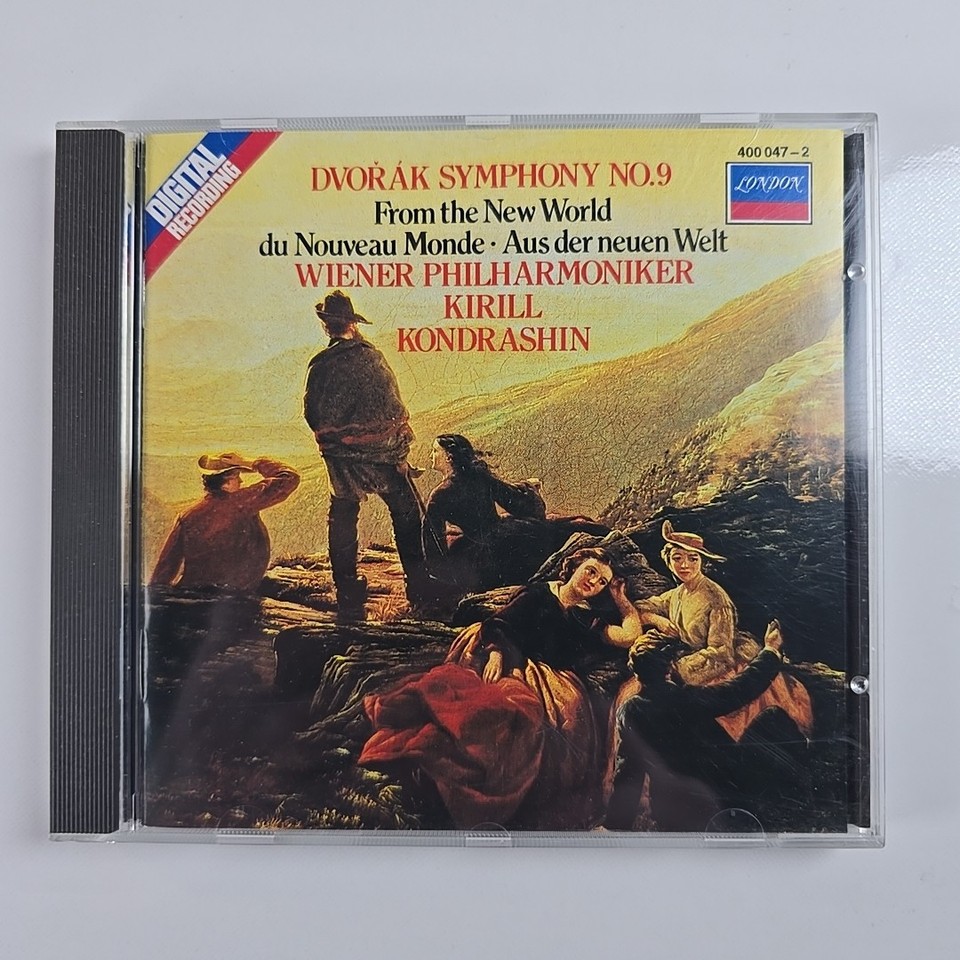 DIGITAL
RECORDING
400 047-2
LONDON
DVOŘÁK SYMPHONY NO.9
From the New World
du Nouveau Monde · Aus der neuen Welt
WIENER PHILHARMONIKER
KIRILL
KONDRASHIN